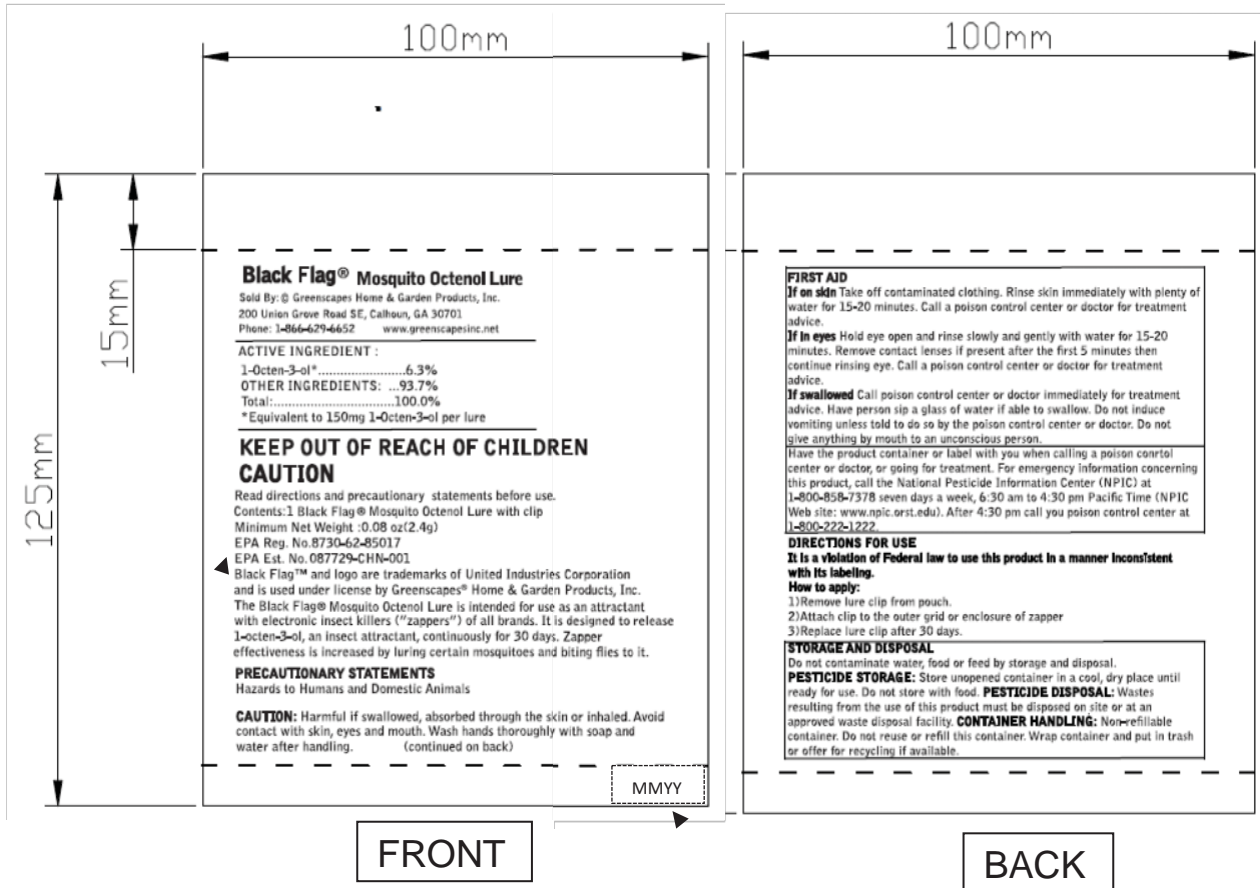 100mm
100mm
15mm
125mm
Black Flag® Mosquito Octenol Lure
Sold By: © Greenscapes Home & Garden Products, Inc.
200 Union Grove Road SE, Calhoun, GA 30701
Phone: 1-866-629-6652 www.greenscapesinc.net
ACTIVE INGREDIENT :
1-Octen-3-ol*........................6.3%
OTHER INGREDIENTS: ...93.7%
Total:.................................100.0%
*Equivalent to 150mg 1-Octen-3-ol per lure
KEEP OUT OF REACH OF CHILDREN
CAUTION
Read directions and precautionary statements before use.
Contents:1 Black Flag® Mosquito Octenol Lure with clip
Minimum Net Weight :0.08 oz(2.4g)
EPA Reg. No.8730-62-85017
EPA Est. No. 087729-CHN-001
Black Flag™ and logo are trademarks of United Industries Corporation
and is used under license by Greenscapes® Home & Garden Products, Inc.
The Black Flag® Mosquito Octenol Lure is intended for use as an attractant
with electronic insect killers ("zappers") of all brands. It is designed to release
1-octen-3-ol, an insect attractant, continuously for 30 days. Zapper
effectiveness is increased by luring certain mosquitoes and biting flies to it.
PRECAUTIONARY STATEMENTS
Hazards to Humans and Domestic Animals
CAUTION: Harmful if swallowed, absorbed through the skin or inhaled. Avoid
contact with skin, eyes and mouth. Wash hands thoroughly with soap and
water after handling. (continued on back)
MMYY
FRONT
FIRST AID
If on skin Take off contaminated clothing. Rinse skin immediately with plenty of
water for 15-20 minutes. Call a poison control center or doctor for treatment
advice.
If in eyes Hold eye open and rinse slowly and gently with water for 15-20
minutes. Remove contact lenses if present after the first 5 minutes then
continue rinsing eye. Call a poison control center or doctor for treatment
advice.
If swallowed Call poison control center or doctor immediately for treatment
advice. Have person sip a glass of water if able to swallow. Do not induce
vomiting unless told to do so by the poison control center or doctor. Do not
give anything by mouth to an unconscious person.
Have the product container or label with you when calling a poison conrtol
center or doctor, or going for treatment. For emergency information concerning
this product, call the National Pesticide Information Center (NPIC) at
1-800-858-7378 seven days a week, 6:30 am to 4:30 pm Pacific Time (NPIC
Web site: www.npic.orst.edu). After 4:30 pm call you poison control center at
1-800-222-1222.
DIRECTIONS FOR USE
It is a violation of Federal law to use this product in a manner inconsistent
with its labeling.
How to apply:
1)Remove lure clip from pouch.
2)Attach clip to the outer grid or enclosure of zapper
3)Replace lure clip after 30 days.
STORAGE AND DISPOSAL
Do not contaminate water, food or feed by storage and disposal.
PESTICIDE STORAGE: Store unopened container in a cool, dry place until
ready for use. Do not store with food. PESTICIDE DISPOSAL: Wastes
resulting from the use of this product must be disposed on site or at an
approved waste disposal facility. CONTAINER HANDLING: Non-refillable
container. Do not reuse or refill this container. Wrap container and put in trash
or offer for recycling if available.
BACK